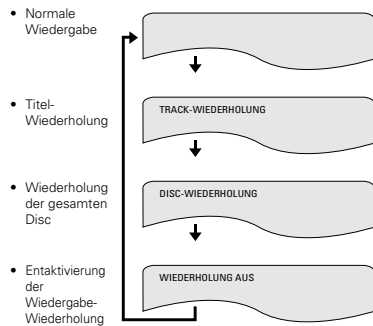 • Normale
Wiedergabe
• Titel-
Wiederholung
TRACK-WIEDERHOLUNG
• Wiederholung
der gesamten
Disc
DISC-WIEDERHOLUNG
• Entaktivierung
der
Wiedergabe-
Wiederholung
WIEDERHOLUNG AUS